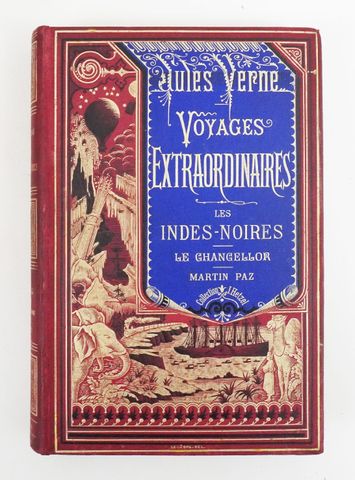 Jules Verne
Voyages
Extraordinaires
LES
INDES-NOIRES
LE CHANCELLOR
MARTIN PAZ
Collection J. Hetzel